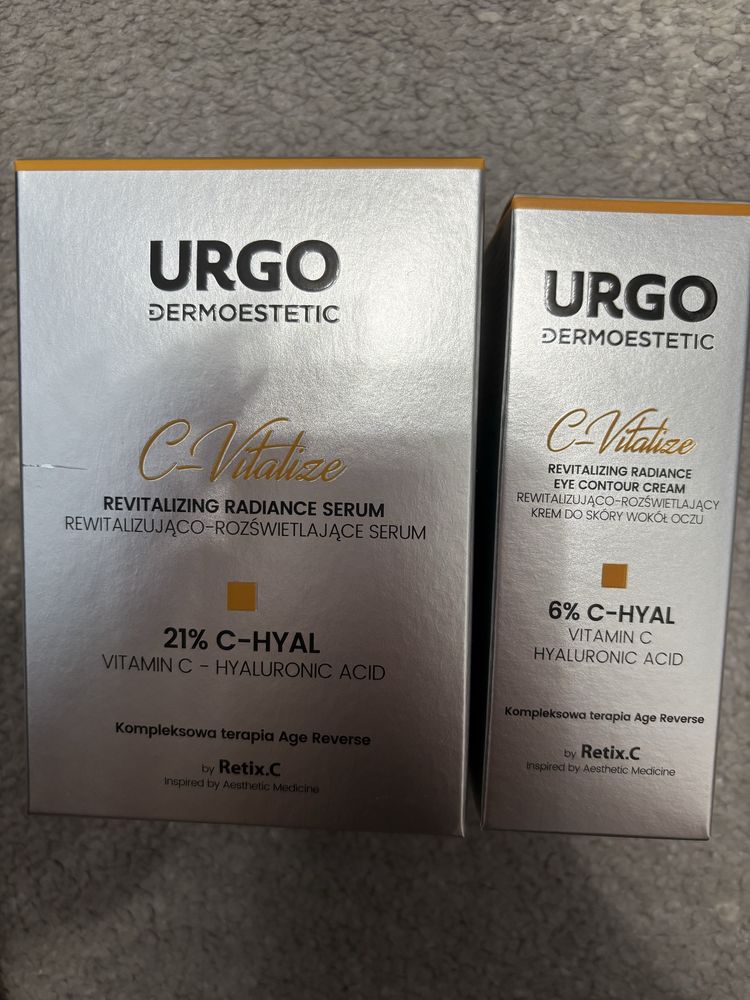 URGO
DERMOESTETIC
C-Vitalize
REVITALIZING RADIANCE SERUM
REWITALIZUJĄCO-ROZŚWIETLAJĄCE SERUM
21% C-HYAL
VITAMIN C - HYALURONIC ACID
Kompleksowa terapia Age Reverse
by Retix.C
Inspired by Aesthetic Medicine
URGO
DERMOESTETIC
C-Vitalize
REVITALIZING RADIANCE
EYE CONTOUR CREAM
REWITALIZUJĄCO-ROZŚWIETLAJĄCY
KREM DO SKÓRY WOKÓŁ OCZU
6% C-HYAL
VITAMIN C
HYALURONIC ACID
Kompleksowa terapia Age Reverse
by Retix.C
Inspired by Aesthetic Medicine